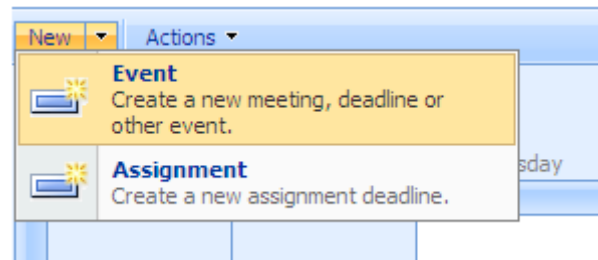 New Actions
Event
Create a new meeting, deadline or
other event.
Assignment
sday
Create a new assignment deadline.